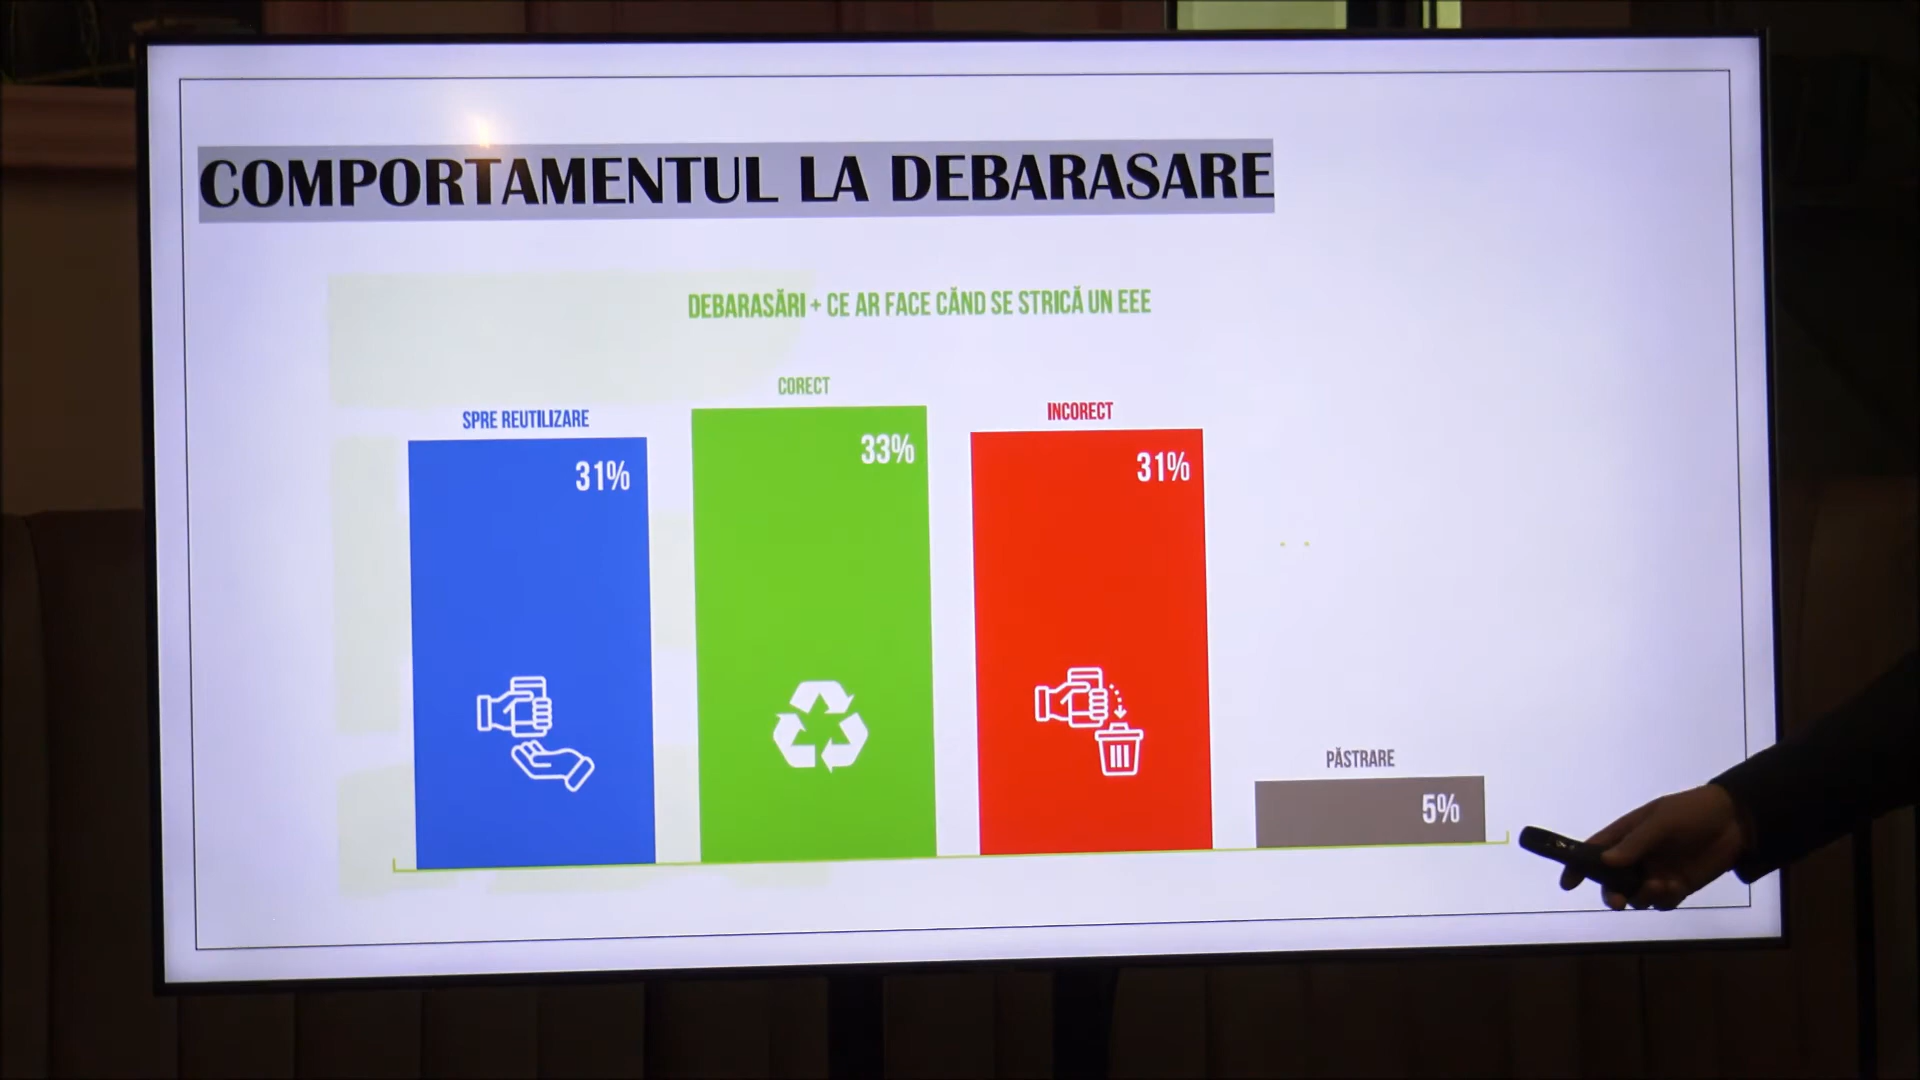 COMPORTAMENTUL LA DEBARASARE
DEBARASĂRI + CE AR FACE CĂND SE STRICĂ UN EEE
SPRE REUTILIZARE
31%
CORECT
33%
INCORECT
31%
PĂSTRARE
5%